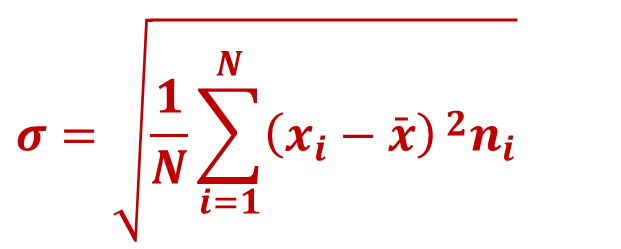 σ = √(1/N ∑_{i=1}^{N} (x_i − x̄)² n_i)